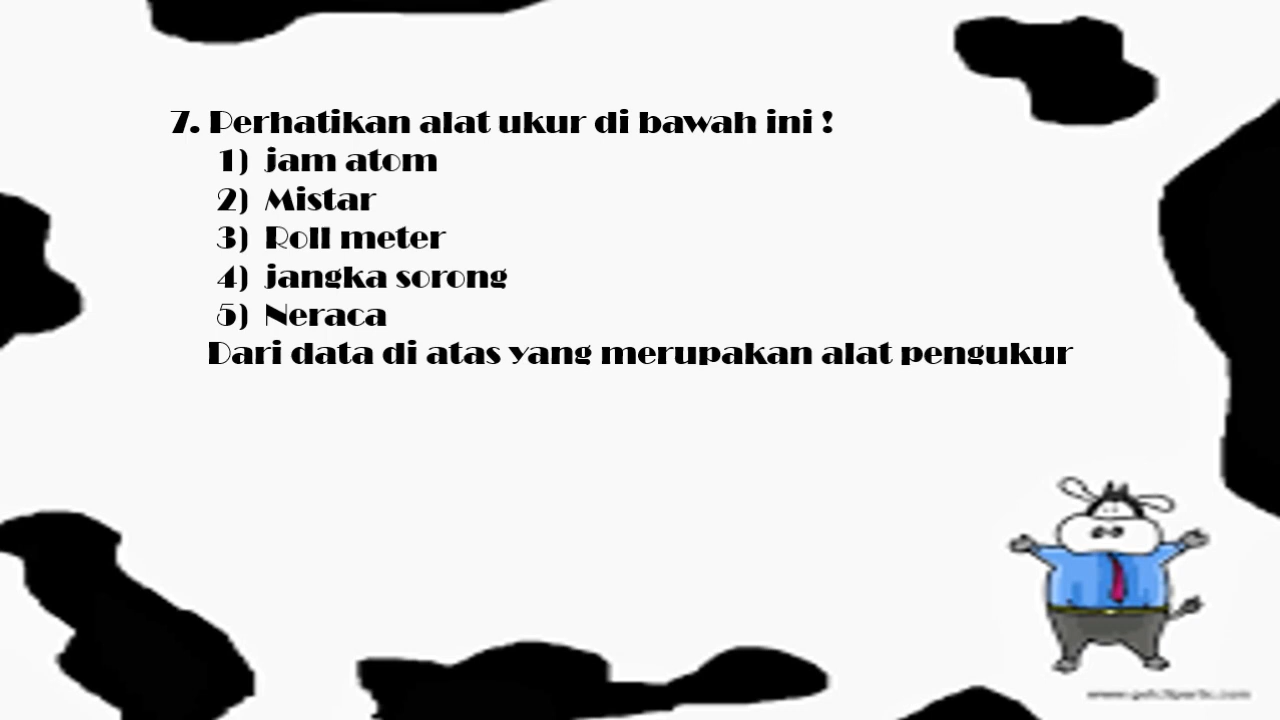 7. Perhatikan alat ukur di bawah ini !
1) jam atom
2) Mistar
3) Roll meter
4) jangka sorong
5) Neraca
Dari data di atas yang merupakan alat pengukur